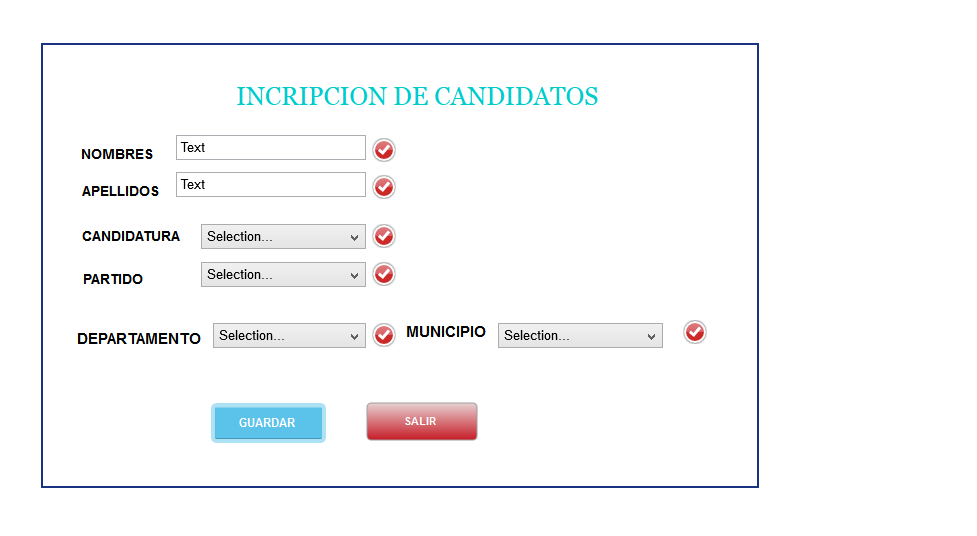 INCRIPCION DE CANDIDATOS
NOMBRES Text
APELLIDOS Text
CANDIDATURA Selection...
PARTIDO Selection...
DEPARTAMENTO Selection... MUNICIPIO Selection...
GUARDAR SALIR